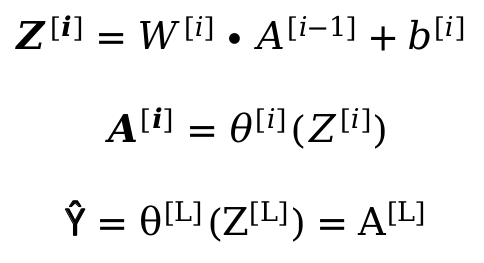 Z^[i] = W^[i] • A^[i−1] + b^[i]
A^[i] = θ^[i](Z^[i])
Ŷ = θ^[L](Z^[L]) = A^[L]